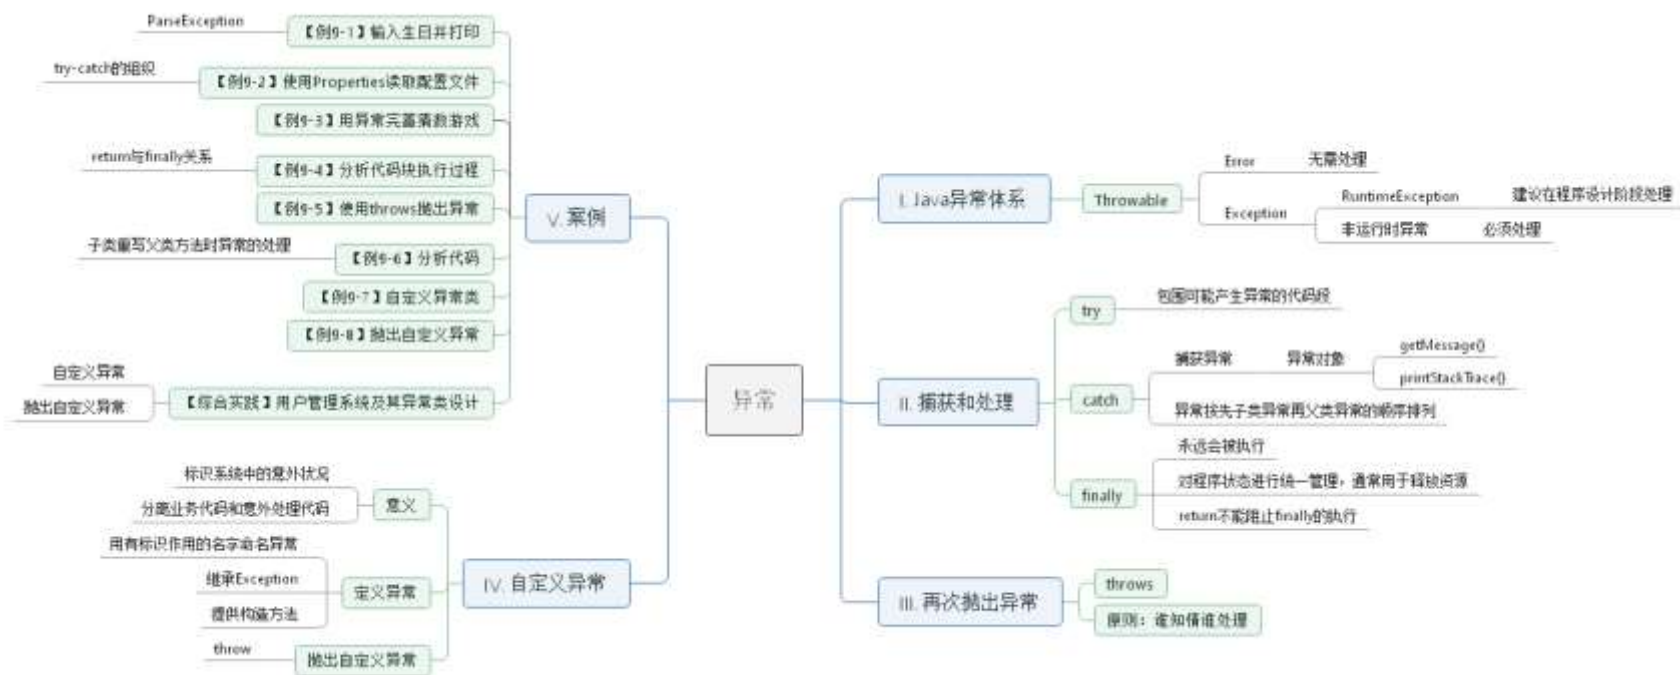 异常
I. Java异常体系
Throwable
Error
无需处理
Exception
RuntimeException
建议在程序设计阶段处理
非运行时异常
必须处理
II. 捕获和处理
try
包围可能产生异常的代码段
catch
捕获异常
异常对象
getMessage()
printStackTrace()
异常按先子类异常再父类异常的顺序排列
finally
永远会被执行
对程序状态进行统一管理，通常用于释放资源
return不能阻止finally的执行
III. 再次抛出异常
throws
原则：谁知情谁处理
IV. 自定义异常
意义
标识系统中的意外状况
分离业务代码和意外处理代码
定义异常
用有标识作用的名字命名异常
继承Exception
提供构造方法
抛出自定义异常
throw
V. 案例
【例9-1】输入生日并打印
ParseException
【例9-2】使用Properties读取配置文件
try-catch的组织
【例9-3】用异常完善猜数游戏
【例9-4】分析代码块执行过程
return与finally关系
【例9-5】使用throws抛出异常
【例9-6】分析代码
子类重写父类方法时异常的处理
【例9-7】自定义异常类
【例9-8】抛出自定义异常
【综合实践】用户管理系统及其异常类设计
自定义异常
抛出自定义异常